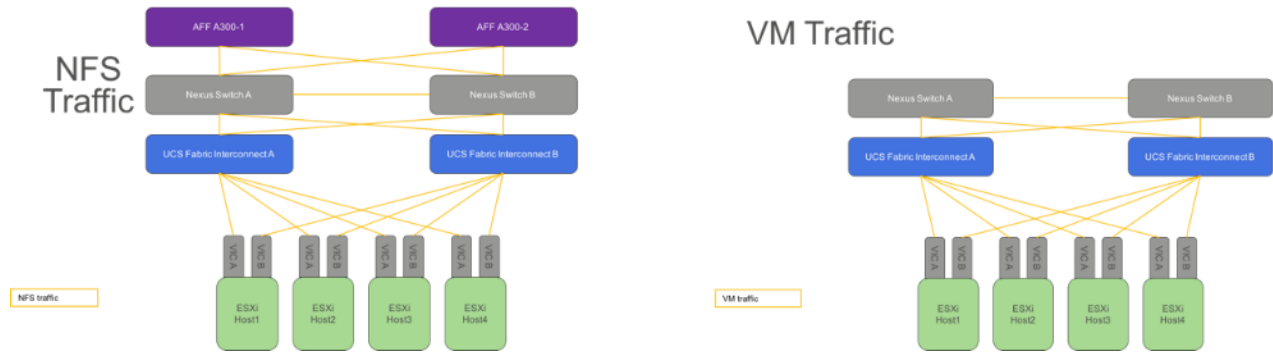 NFS
Traffic
AFF A300-1
AFF A300-2
Nexus Switch A
Nexus Switch B
UCS Fabric Interconnect A
UCS Fabric Interconnect B
VIC A
VIC B
VIC A
VIC B
VIC A
VIC B
VIC A
VIC B
ESXi
Host1
ESXi
Host2
ESXi
Host3
ESXi
Host4
NFS traffic
VM Traffic
Nexus Switch A
Nexus Switch B
UCS Fabric Interconnect A
UCS Fabric Interconnect B
VIC A
VIC B
VIC A
VIC B
VIC A
VIC B
VIC A
VIC B
ESXi
Host1
ESXi
Host2
ESXi
Host3
ESXi
Host4
VM traffic